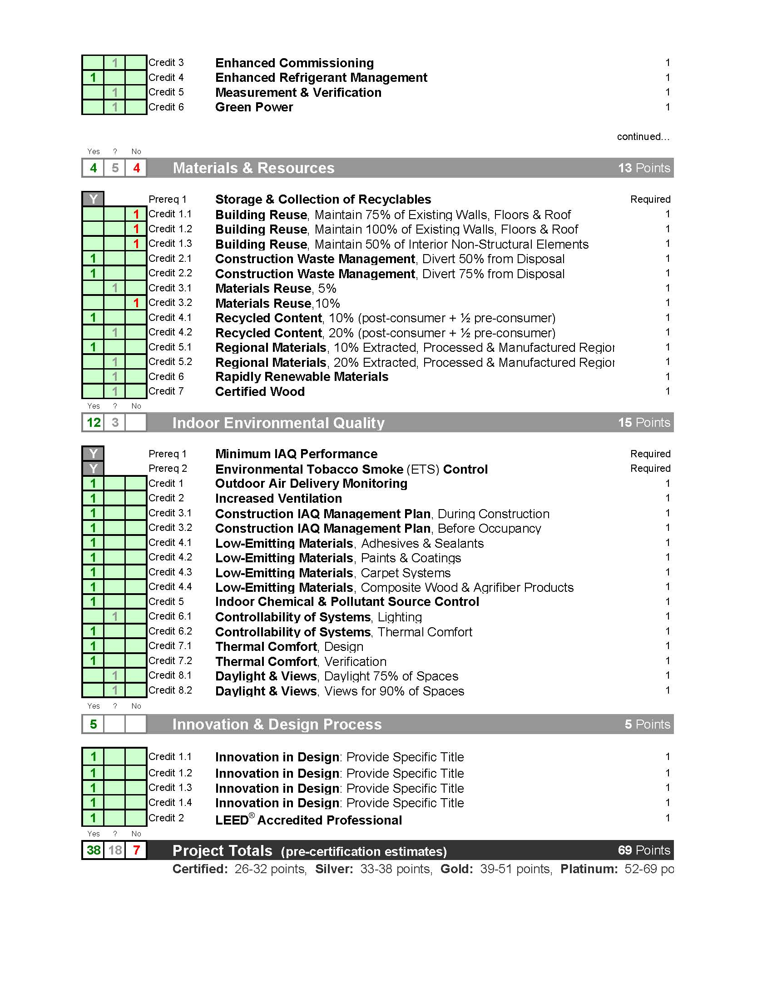 1 Credit 3 Enhanced Commissioning 1
1 Credit 4 Enhanced Refrigerant Management 1
1 Credit 5 Measurement & Verification 1
1 Credit 6 Green Power 1
continued…
Yes ? No
4 5 4 Materials & Resources 13 Points
Y Prereq 1 Storage & Collection of Recyclables Required
1 Credit 1.1 Building Reuse, Maintain 75% of Existing Walls, Floors & Roof 1
1 Credit 1.2 Building Reuse, Maintain 100% of Existing Walls, Floors & Roof 1
1 Credit 1.3 Building Reuse, Maintain 50% of Interior Non-Structural Elements 1
1 Credit 2.1 Construction Waste Management, Divert 50% from Disposal 1
1 Credit 2.2 Construction Waste Management, Divert 75% from Disposal 1
1 Credit 3.1 Materials Reuse, 5% 1
1 Credit 3.2 Materials Reuse,10% 1
1 Credit 4.1 Recycled Content, 10% (post-consumer + ½ pre-consumer) 1
1 Credit 4.2 Recycled Content, 20% (post-consumer + ½ pre-consumer) 1
1 Credit 5.1 Regional Materials, 10% Extracted, Processed & Manufactured Region 1
1 Credit 5.2 Regional Materials, 20% Extracted, Processed & Manufactured Region 1
1 Credit 6 Rapidly Renewable Materials 1
1 Credit 7 Certified Wood 1
Yes ? No
12 3 Indoor Environmental Quality 15 Points
Y Prereq 1 Minimum IAQ Performance Required
Y Prereq 2 Environmental Tobacco Smoke (ETS) Control Required
1 Credit 1 Outdoor Air Delivery Monitoring 1
1 Credit 2 Increased Ventilation 1
1 Credit 3.1 Construction IAQ Management Plan, During Construction 1
1 Credit 3.2 Construction IAQ Management Plan, Before Occupancy 1
1 Credit 4.1 Low-Emitting Materials, Adhesives & Sealants 1
1 Credit 4.2 Low-Emitting Materials, Paints & Coatings 1
1 Credit 4.3 Low-Emitting Materials, Carpet Systems 1
1 Credit 4.4 Low-Emitting Materials, Composite Wood & Agrifiber Products 1
1 Credit 5 Indoor Chemical & Pollutant Source Control 1
1 Credit 6.1 Controllability of Systems, Lighting 1
1 Credit 6.2 Controllability of Systems, Thermal Comfort 1
1 Credit 7.1 Thermal Comfort, Design 1
1 Credit 7.2 Thermal Comfort, Verification 1
1 Credit 8.1 Daylight & Views, Daylight 75% of Spaces 1
1 Credit 8.2 Daylight & Views, Views for 90% of Spaces 1
Yes ? No
5 Innovation & Design Process 5 Points
1 Credit 1.1 Innovation in Design: Provide Specific Title 1
1 Credit 1.2 Innovation in Design: Provide Specific Title 1
1 Credit 1.3 Innovation in Design: Provide Specific Title 1
1 Credit 1.4 Innovation in Design: Provide Specific Title 1
1 Credit 2 LEED® Accredited Professional 1
Yes ? No
38 18 7 Project Totals (pre-certification estimates) 69 Points
Certified: 26-32 points, Silver: 33-38 points, Gold: 39-51 points, Platinum: 52-69 po